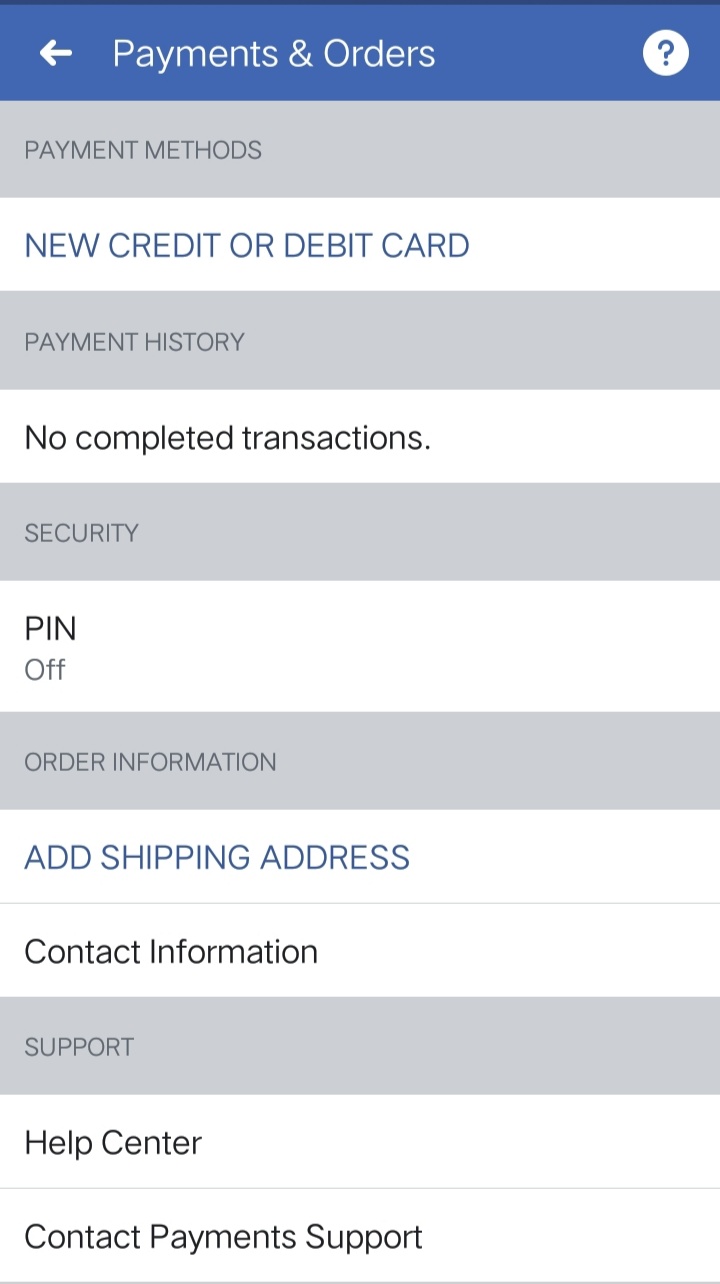 Payments & Orders
?
PAYMENT METHODS
NEW CREDIT OR DEBIT CARD
PAYMENT HISTORY
No completed transactions.
SECURITY
PIN
Off
ORDER INFORMATION
ADD SHIPPING ADDRESS
Contact Information
SUPPORT
Help Center
Contact Payments Support